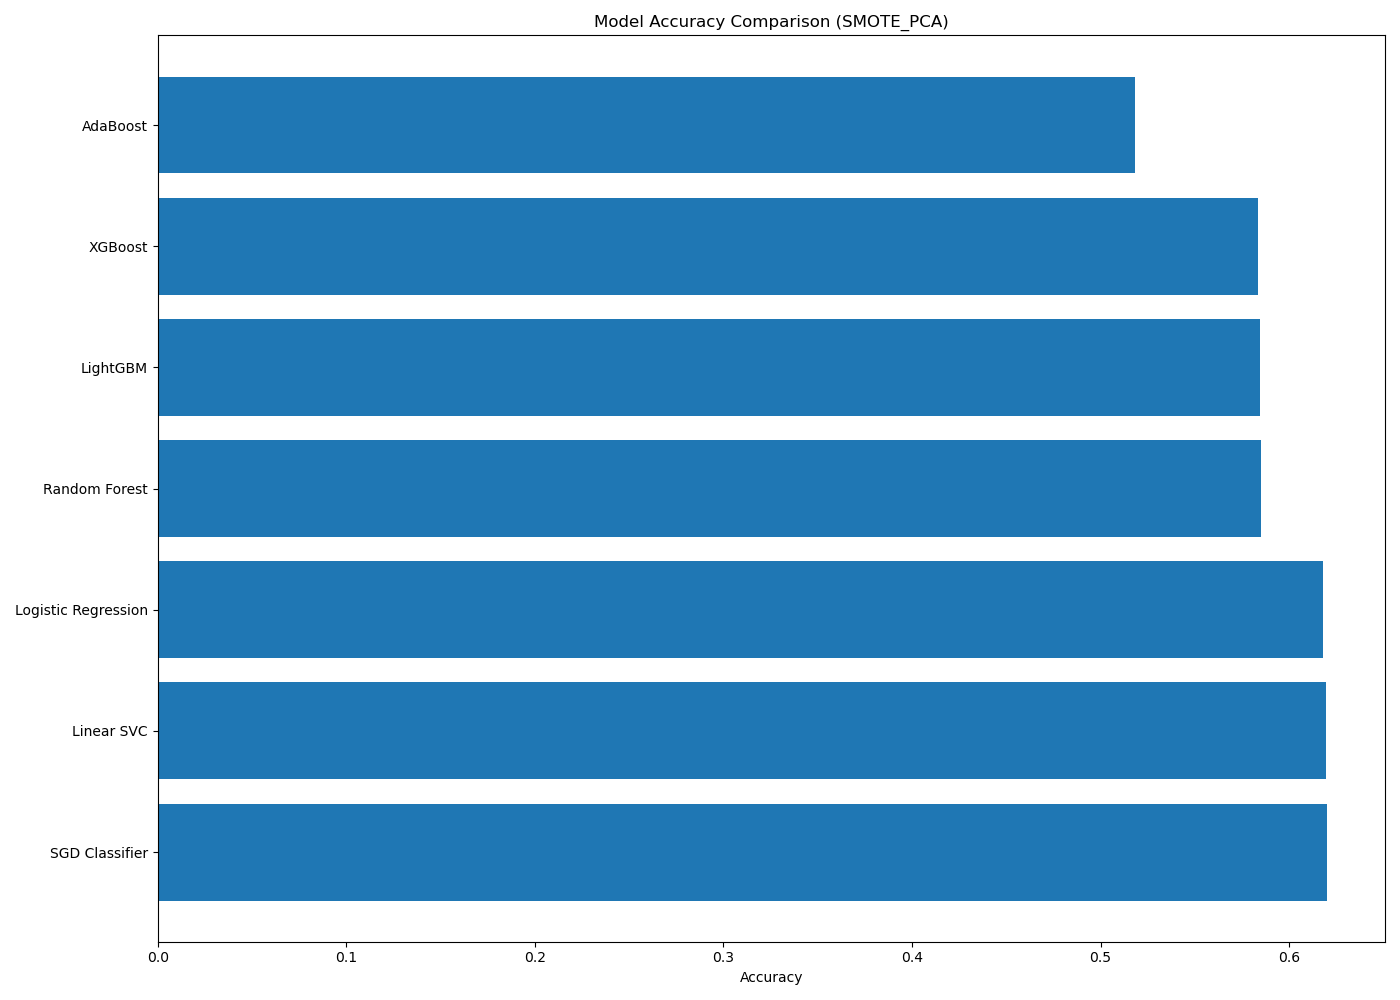 Model Accuracy Comparison (SMOTE_PCA)
AdaBoost
XGBoost
LightGBM
Random Forest
Logistic Regression
Linear SVC
SGD Classifier
0.0 0.1 0.2 0.3 0.4 0.5 0.6
Accuracy